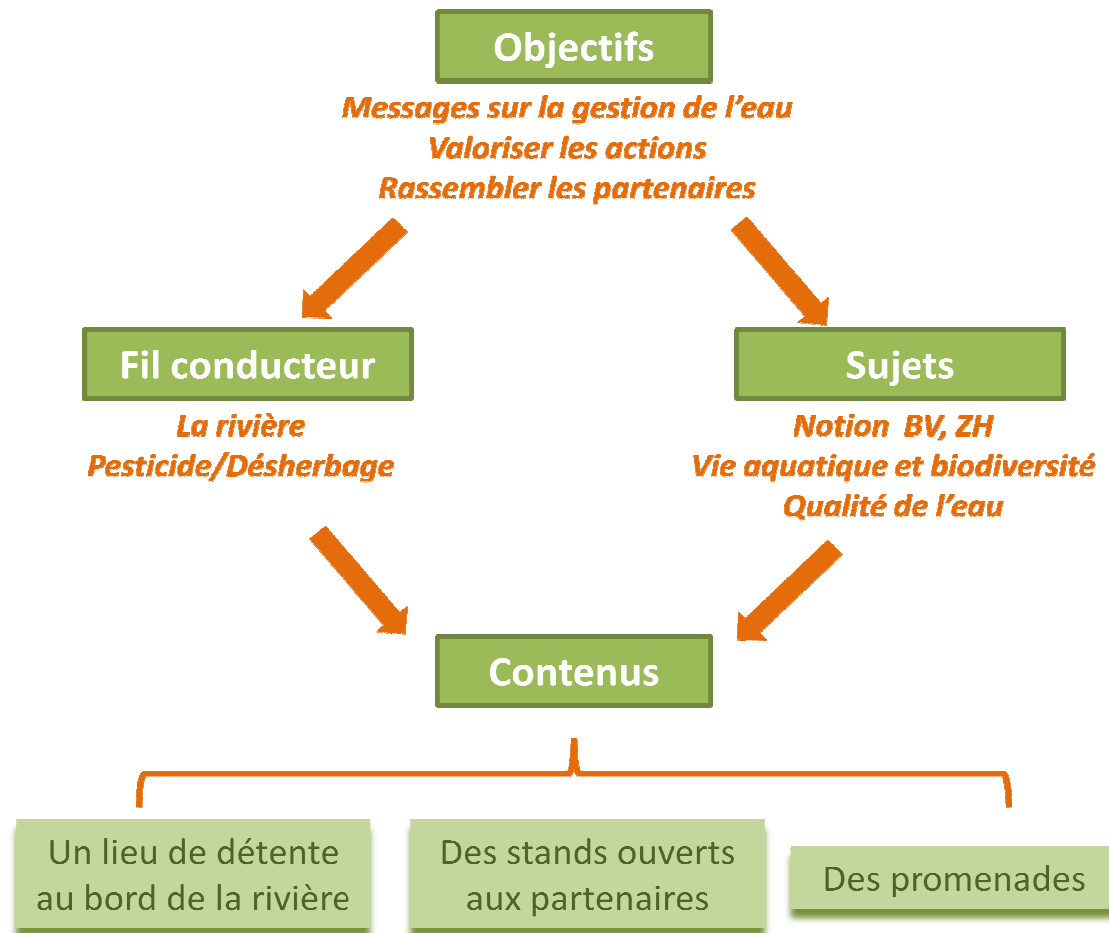 Objectifs
Messages sur la gestion de l’eau
Valoriser les actions
Rassembler les partenaires
Fil conducteur
La rivière
Pesticide/Désherbage
Sujets
Notion BV, ZH
Vie aquatique et biodiversité
Qualité de l’eau
Contenus
Un lieu de détente
au bord de la rivière
Des stands ouverts
aux partenaires
Des promenades